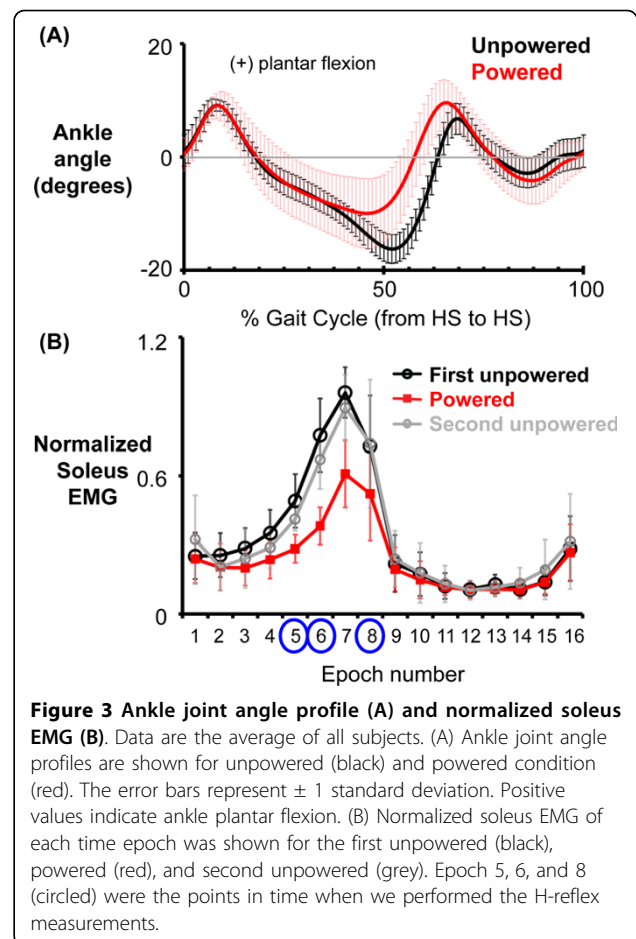 (A)
20
Unpowered
(+) plantar flexion
Powered
Ankle
angle
(degrees)
0
-20
0
50
100
% Gait Cycle (from HS to HS)
(B)
1.2
First unpowered
Powered
Second unpowered
Normalized
Soleus
EMG
0.6
0
1 2 3 4 5 6 7 8 9 10 11 12 13 14 15 16
Epoch number
Figure 3 Ankle joint angle profile (A) and normalized soleus
EMG (B). Data are the average of all subjects. (A) Ankle joint angle
profiles are shown for unpowered (black) and powered condition
(red). The error bars represent ± 1 standard deviation. Positive
values indicate ankle plantar flexion. (B) Normalized soleus EMG of
each time epoch was shown for the first unpowered (black),
powered (red), and second unpowered (grey). Epoch 5, 6, and 8
(circled) were the points in time when we performed the H-reflex
measurements.